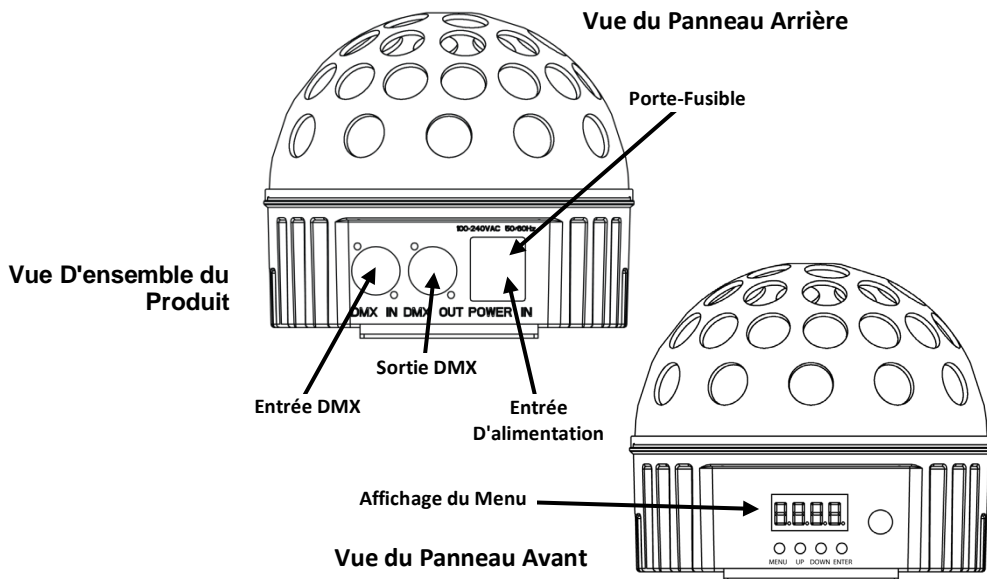 Vue du Panneau Arrière
Porte-Fusible
100-240VAC 50/60Hz
Vue D'ensemble du
Produit
DMX IN DMX OUT POWER IN
Sortie DMX
Entrée DMX
Entrée
D'alimentation
Affichage du Menu
8.8.8.8.
MENU UP DOWN ENTER
Vue du Panneau Avant